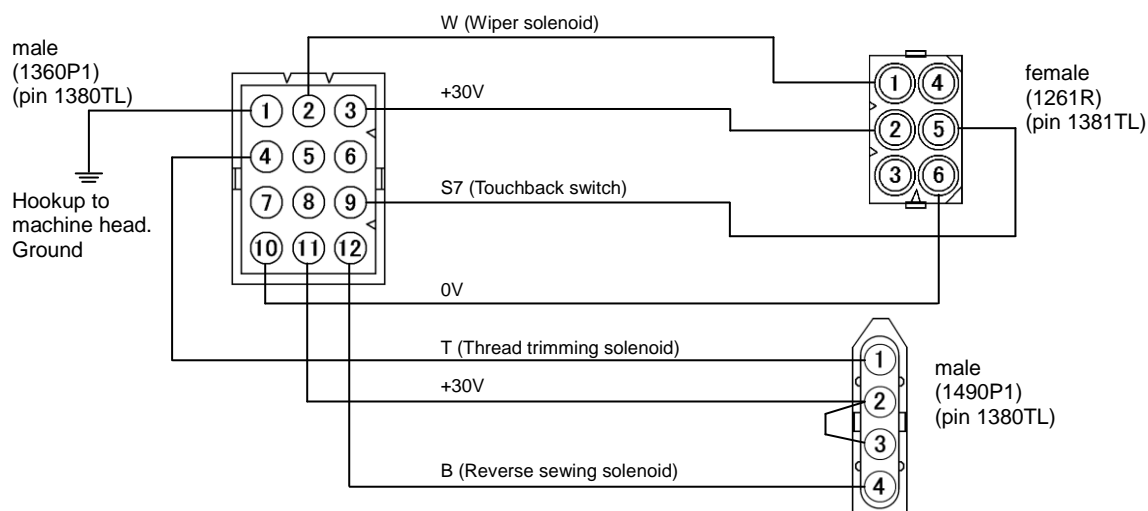 W (Wiper solenoid)
male
(1360P1)
(pin 1380TL)
female
(1261R)
(pin 1381TL)
+30V
1 2 3
4 5 6
7 8 9
10 11 12
1 4
2 5
3 6
S7 (Touchback switch)
Hookup to
machine head.
Ground
0V
T (Thread trimming solenoid)
+30V
B (Reverse sewing solenoid)
1
2
3
4
male
(1490P1)
(pin 1380TL)